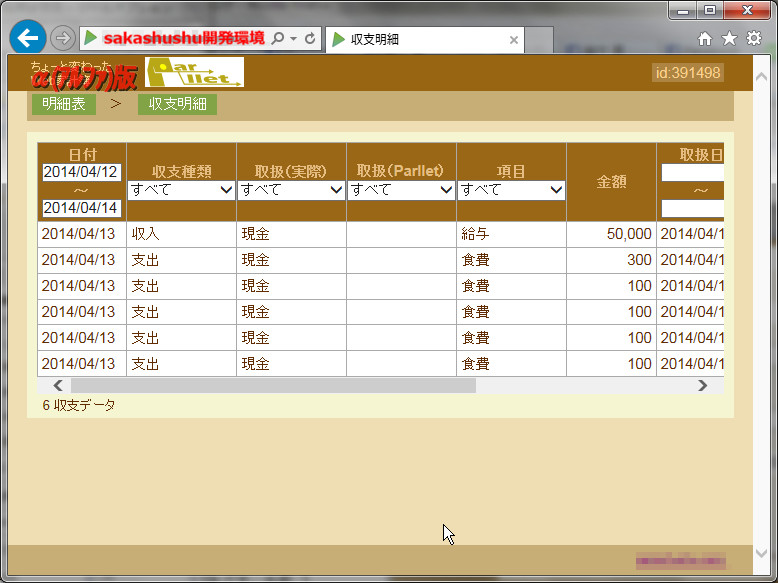 sakashushu開発環境
収支明細
ちょーと変わった
α(アルファ)版
Par
llet.
id:391498
明細表 > 収支明細
日付 収支種類 取扱(実際) 取扱(Parllet) 項目 金額 取扱日
2014/04/12 ～ 2014/04/14 すべて すべて すべて すべて ～
2014/04/13 収入 現金 給与 50,000 2014/04/1
2014/04/13 支出 現金 食費 300 2014/04/1
2014/04/13 支出 現金 食費 100 2014/04/1
2014/04/13 支出 現金 食費 100 2014/04/1
2014/04/13 支出 現金 食費 100 2014/04/1
2014/04/13 支出 現金 食費 100 2014/04/1
6 収支データ